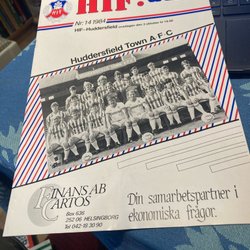 HIF
Nr: 14 1984
HIF-Huddersfield
Huddersfield Town A F C
FINANS AB
CARTOS
Box 636
252 06 HELSINGBORG
Tel 042-18 30 90
Din samarbetspartner i
ekonomiska frågor.